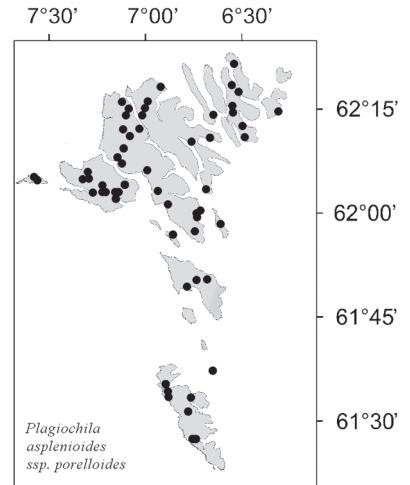 7°30’ 7°00’ 6°30’
62°15’
62°00’
61°45’
61°30’
Plagiochila
asplenioides
ssp. porelloides